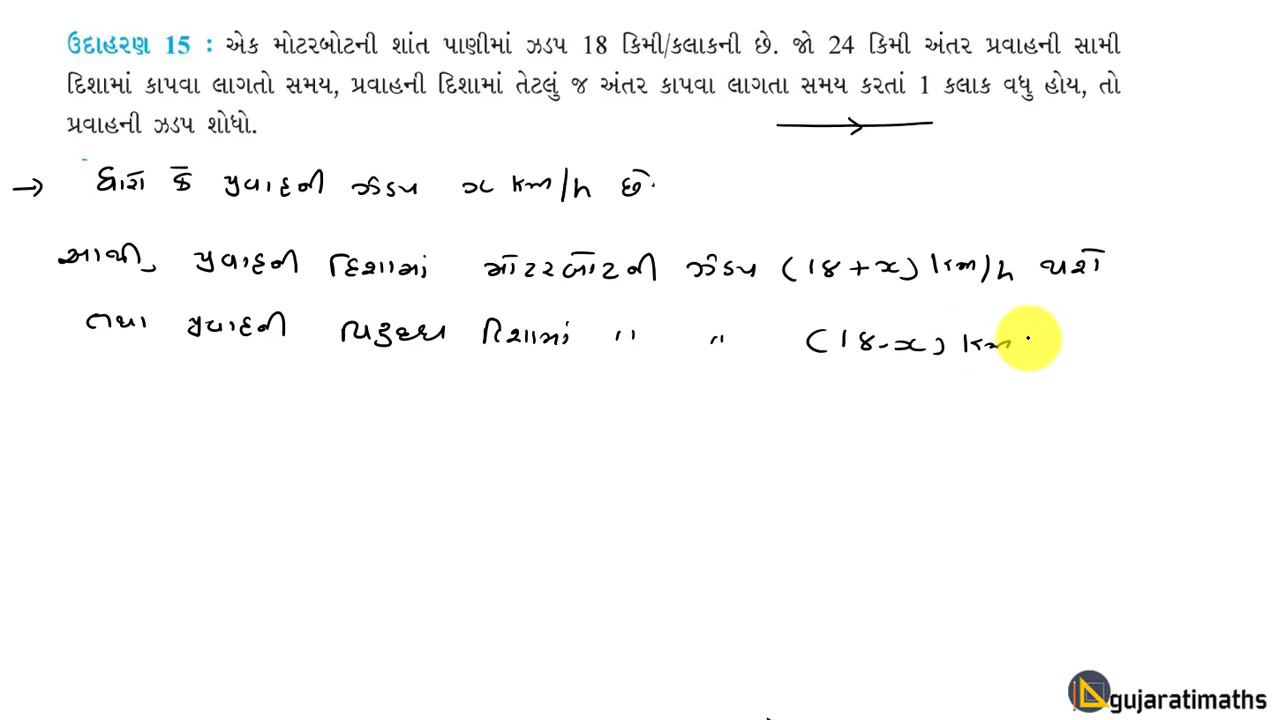 ઉદાહરણ 15 : એક મોટરબોટની શાંત પાણીમાં ઝડપ 18 કિમી/કલાકની છે. જો 24 કિમી અંતર પ્રવાહની સામી
દિશામાં કાપવા લાગતો સમય, પ્રવાહની દિશામાં તેટલું જ અંતર કાપવા લાગતા સમય કરતાં 1 કલાક વધુ હોય, તો
પ્રવાહની ઝડપ શોધો.
→ ધારો કે પ્રવાહની ઝડપ x km/h છે.
આથી, પ્રવાહની દિશામાં મોટરબોટની ઝડપ (18+x) km/h થશે
તથા પ્રવાહની વિરુદ્ધ દિશામાં " " (18-x) km
gujaratimaths